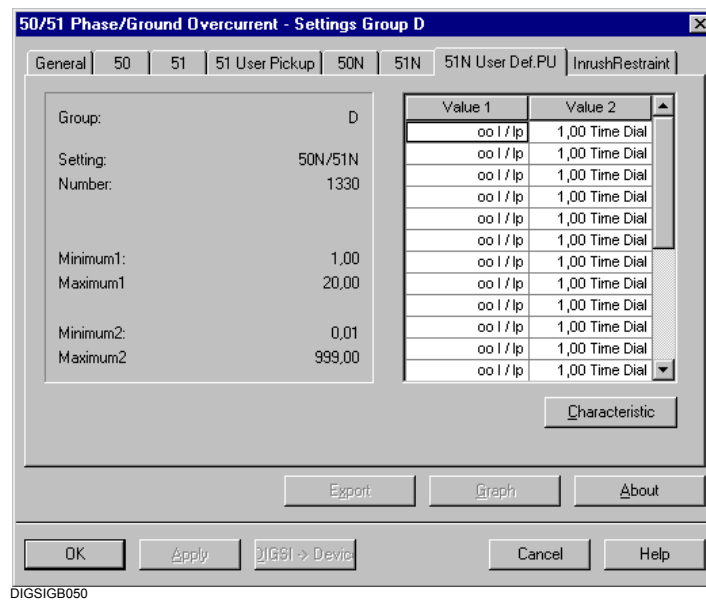 50/51 Phase/Ground Overcurrent - Settings Group D
General 50 51 51 User Pickup 50N 51N 51N User Def.PU InrushRestraint
Group: D
Setting: 50N/51N
Number: 1330
Minimum1: 1,00
Maximum1 20,00
Minimum2: 0,01
Maximum2 999,00
Value 1 Value 2
oo I / Ip 1,00 Time Dial
oo I / Ip 1,00 Time Dial
oo I / Ip 1,00 Time Dial
oo I / Ip 1,00 Time Dial
oo I / Ip 1,00 Time Dial
oo I / Ip 1,00 Time Dial
oo I / Ip 1,00 Time Dial
oo I / Ip 1,00 Time Dial
oo I / Ip 1,00 Time Dial
oo I / Ip 1,00 Time Dial
oo I / Ip 1,00 Time Dial
oo I / Ip 1,00 Time Dial
Characteristic
Export Graph About
OK Apply DIGSI -> Devic Cancel Help
DIGSIGB050